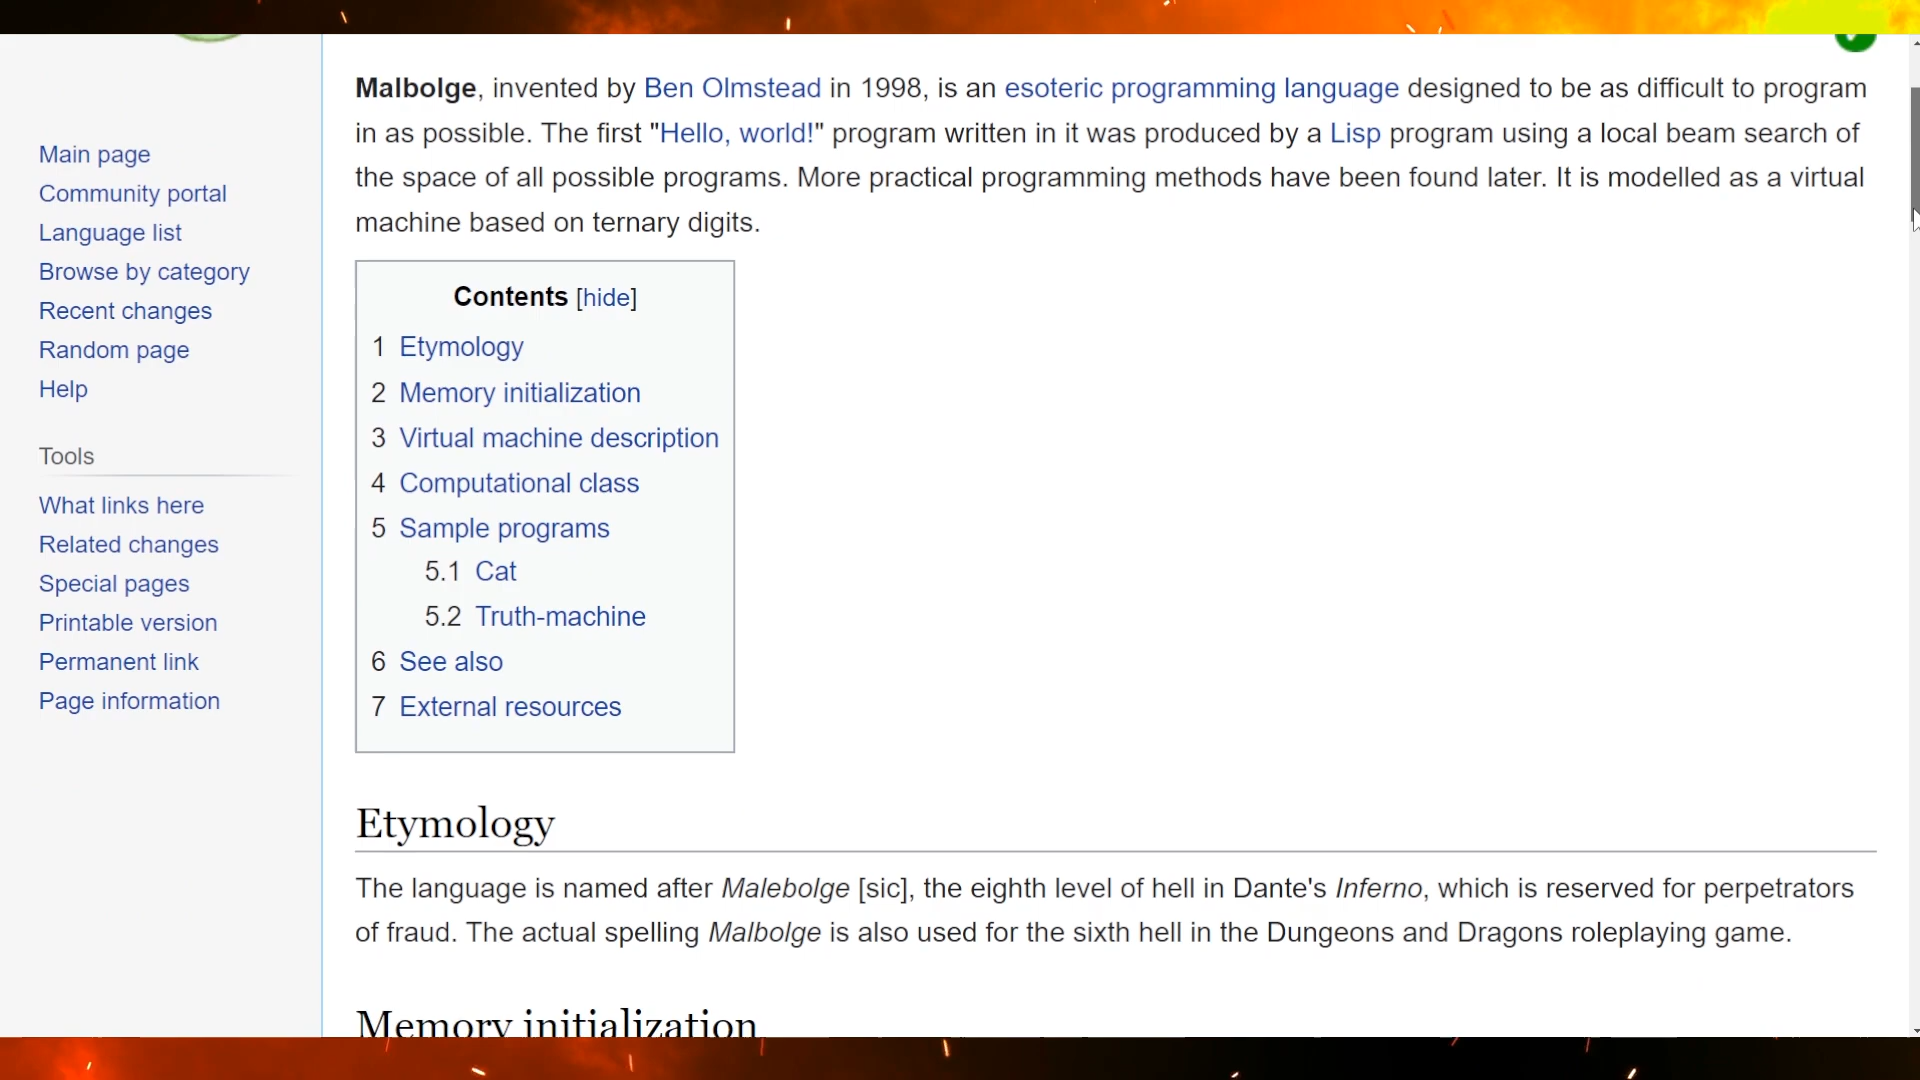 Main page
Community portal
Language list
Browse by category
Recent changes
Random page
Help
Tools
What links here
Related changes
Special pages
Printable version
Permanent link
Page information
Malbolge, invented by Ben Olmstead in 1998, is an esoteric programming language designed to be as difficult to program
in as possible. The first "Hello, world!" program written in it was produced by a Lisp program using a local beam search of
the space of all possible programs. More practical programming methods have been found later. It is modelled as a virtual
machine based on ternary digits.
Contents [hide]
1 Etymology
2 Memory initialization
3 Virtual machine description
4 Computational class
5 Sample programs
5.1 Cat
5.2 Truth-machine
6 See also
7 External resources
Etymology
The language is named after Malebolge [sic], the eighth level of hell in Dante's Inferno, which is reserved for perpetrators
of fraud. The actual spelling Malbolge is also used for the sixth hell in the Dungeons and Dragons roleplaying game.
Memory initialization